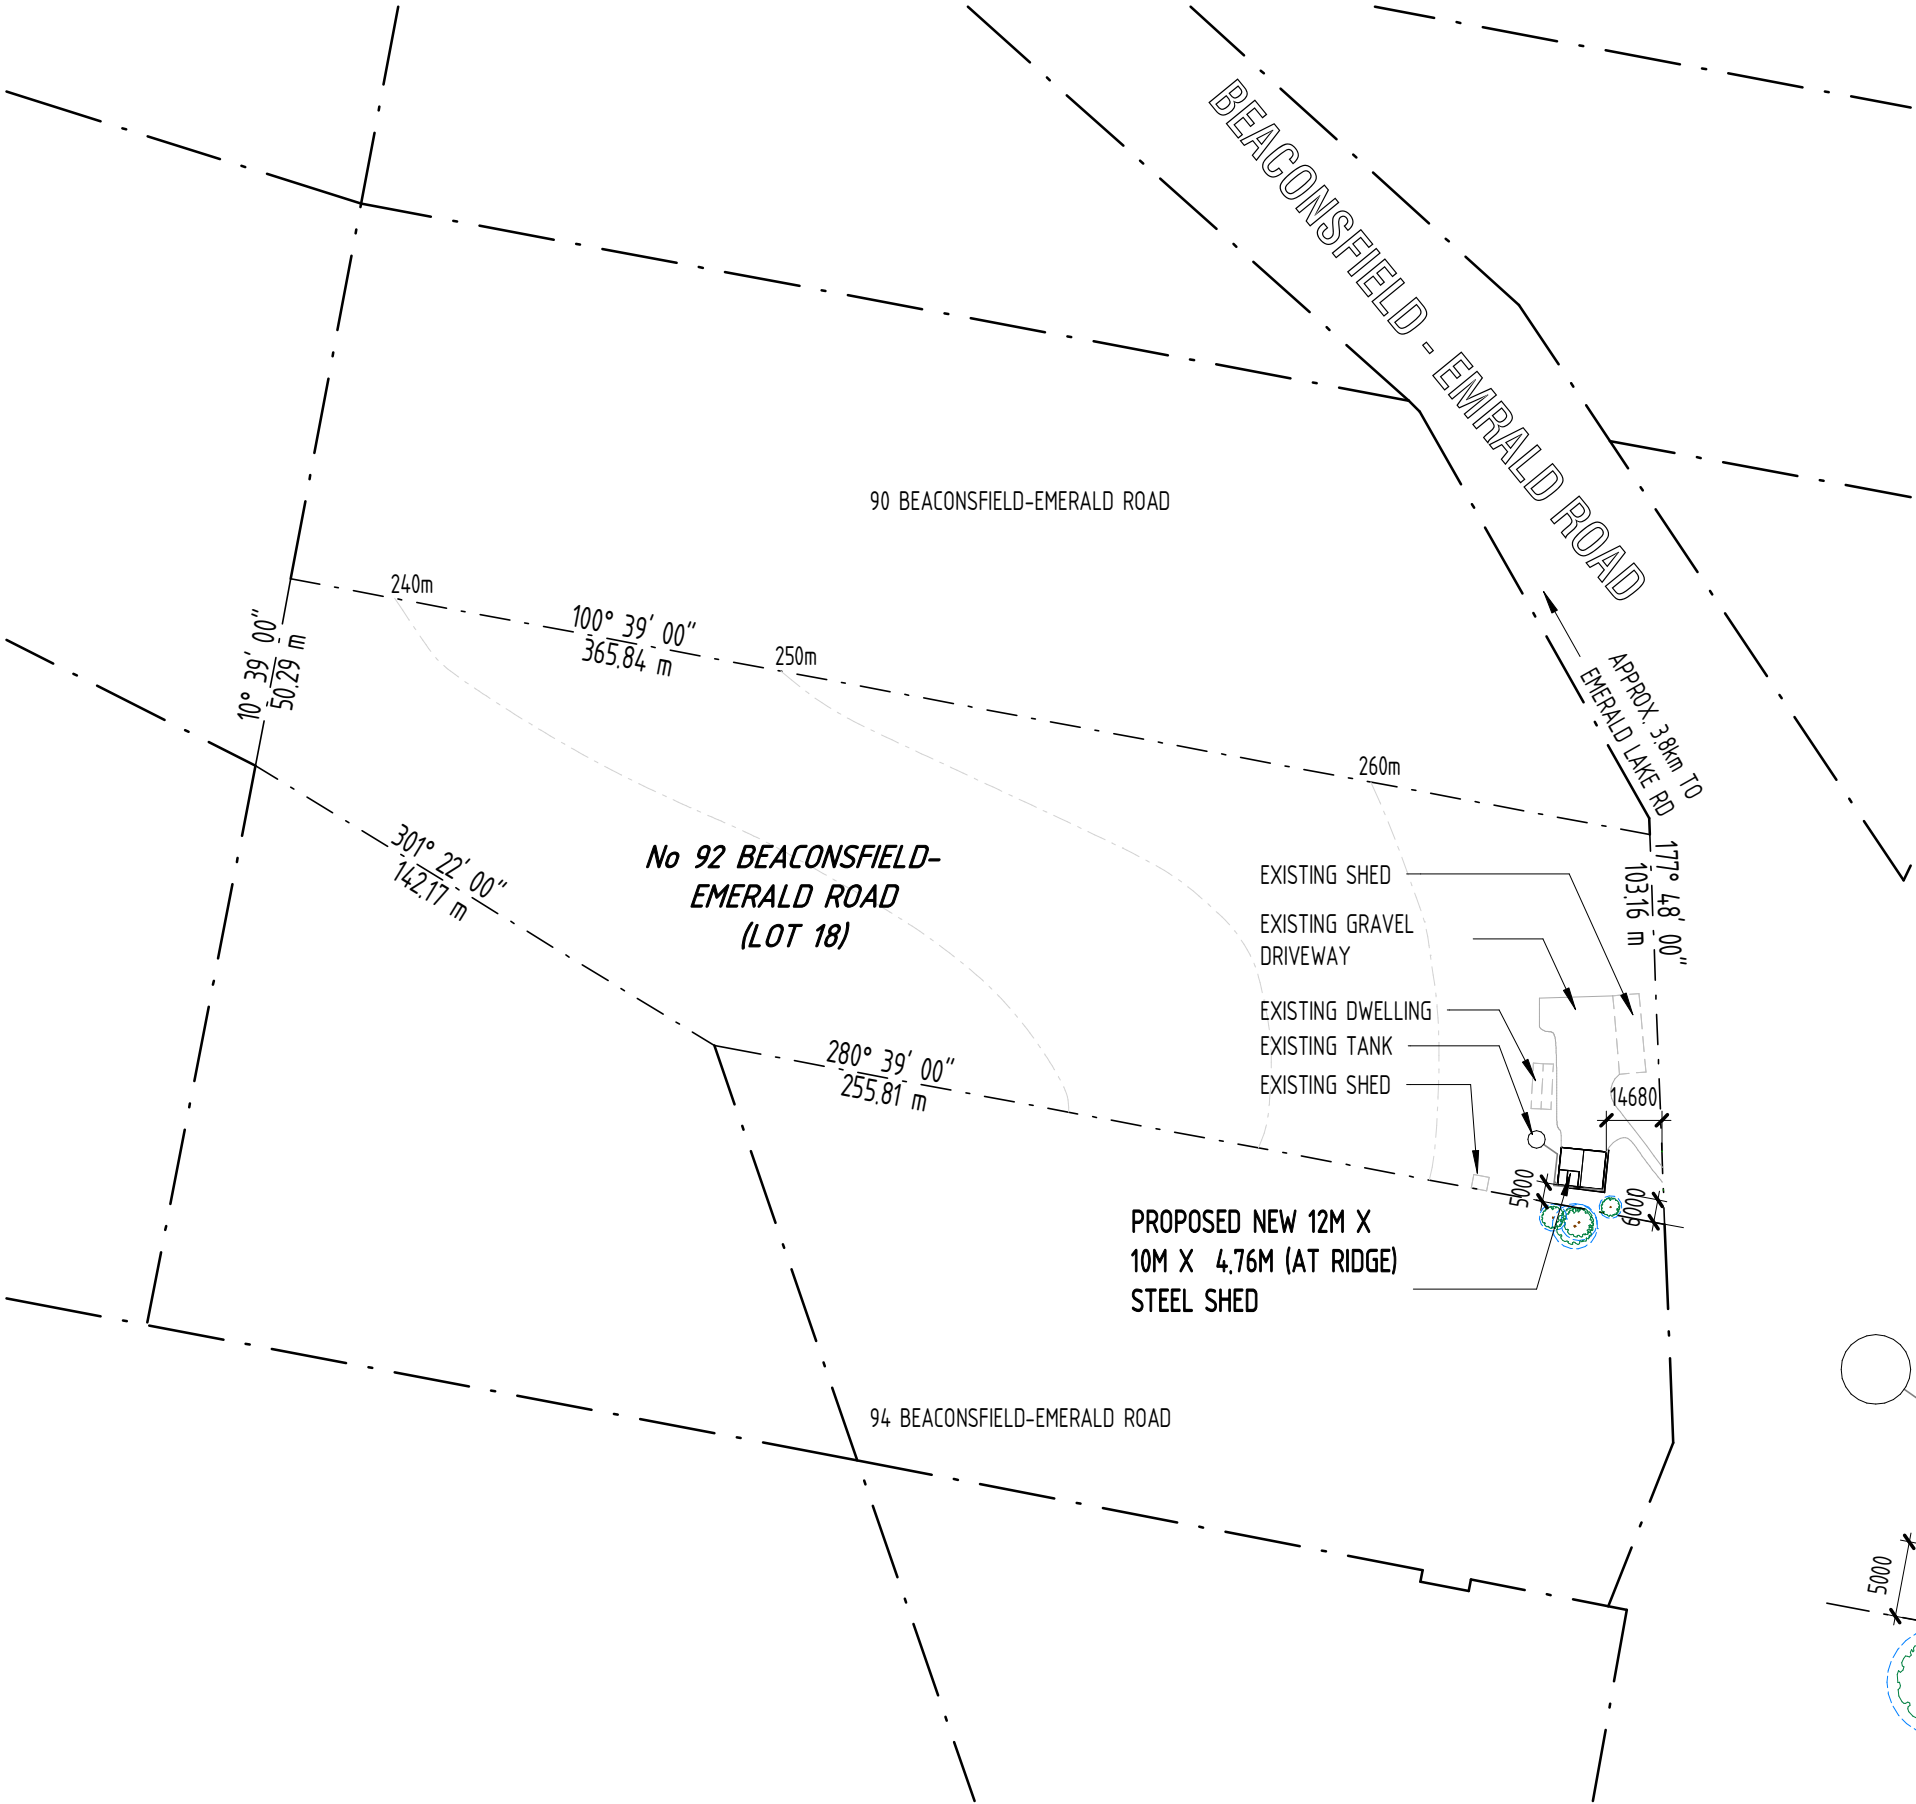 BEACONSFIELD - EMRALD ROAD
90 BEACONSFIELD-EMERALD ROAD
240m
100° 39' 00"
365.84 m
250m
10° 39' 00"
50.29 m
APPROX. 3.8km TO
EMERALD LAKE RD
260m
301° 22' 00"
142.17 m
No 92 BEACONSFIELD-
EMERALD ROAD
(LOT 18)
177° 48' 00"
103.16 m
EXISTING SHED
EXISTING GRAVEL
DRIVEWAY
EXISTING DWELLING
EXISTING TANK
EXISTING SHED
280° 39' 00"
255.81 m
14680
5000
6000
PROPOSED NEW 12M X
10M X 4.76M (AT RIDGE)
STEEL SHED
94 BEACONSFIELD-EMERALD ROAD
5000